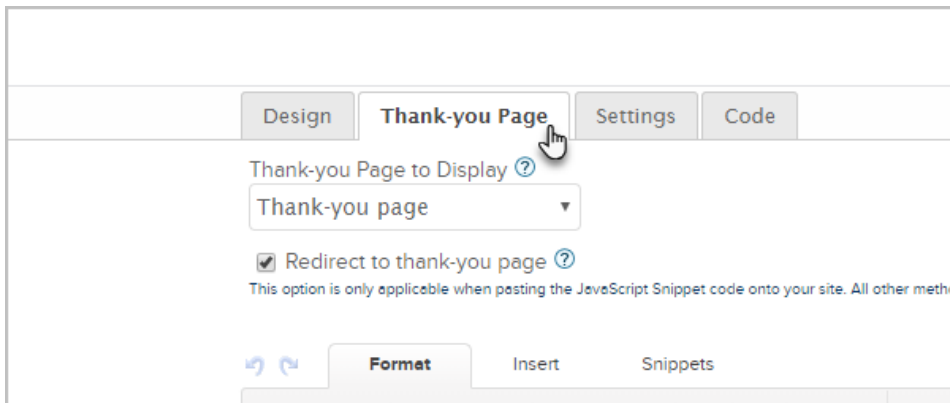 Design Thank-you Page Settings Code
Thank-you Page to Display ?
Thank-you page
Redirect to thank-you page ?
This option is only applicable when pasting the JavaScript Snippet code onto your site. All other
Format Insert Snippets